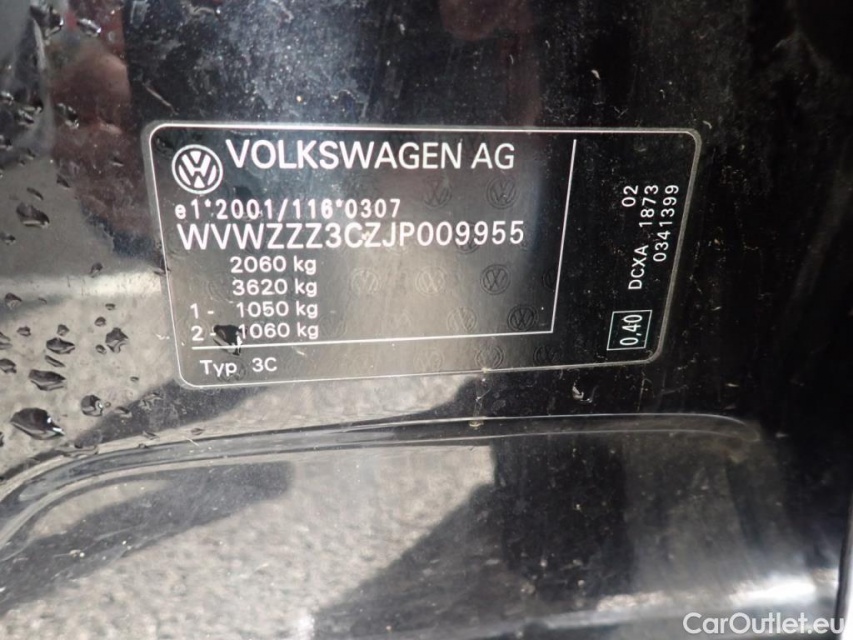 VOLKSWAGEN AG
e1*2001/116*0307
WVWZZZ3CZJP009955
2060 kg
3620 kg
1 - 1050 kg
2 - 1060 kg
Typ 3C
02
DCXA 1873
0341399
0,40
CarOutlet.eu